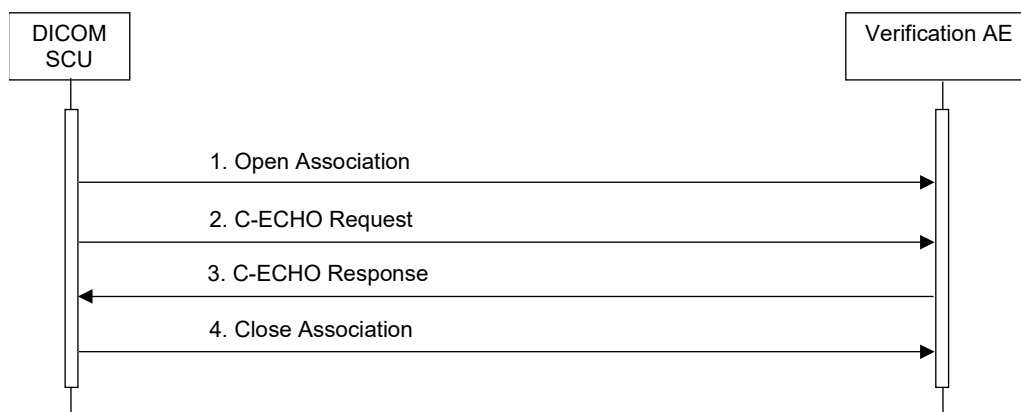 DICOM
SCU
Verification AE
1. Open Association
2. C-ECHO Request
3. C-ECHO Response
4. Close Association